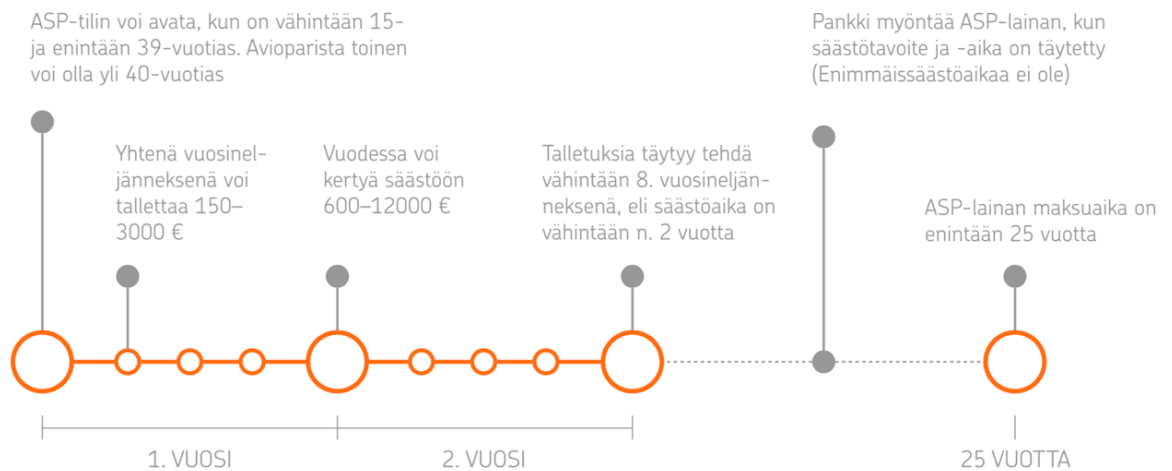 ASP-tilin voi avata, kun on vähintään 15-
ja enintään 39-vuotias. Avioparista toinen
voi olla yli 40-vuotias
Pankki myöntää ASP-lainan, kun
säästötavoite ja -aika on täytetty
(Enimmäissäästöaikaa ei ole)
Yhtenä vuosinel-
jänneksenä voi
tallettaa 150–
3000 €
Vuodessa voi
kertyä säästöön
600–12000 €
Talletuksia täytyy tehdä
vähintään 8. vuosineljän-
neksenä, eli säästöaika on
vähintään n. 2 vuotta
ASP-lainan maksuaika on
enintään 25 vuotta
1. VUOSI
2. VUOSI
25 VUOTTA